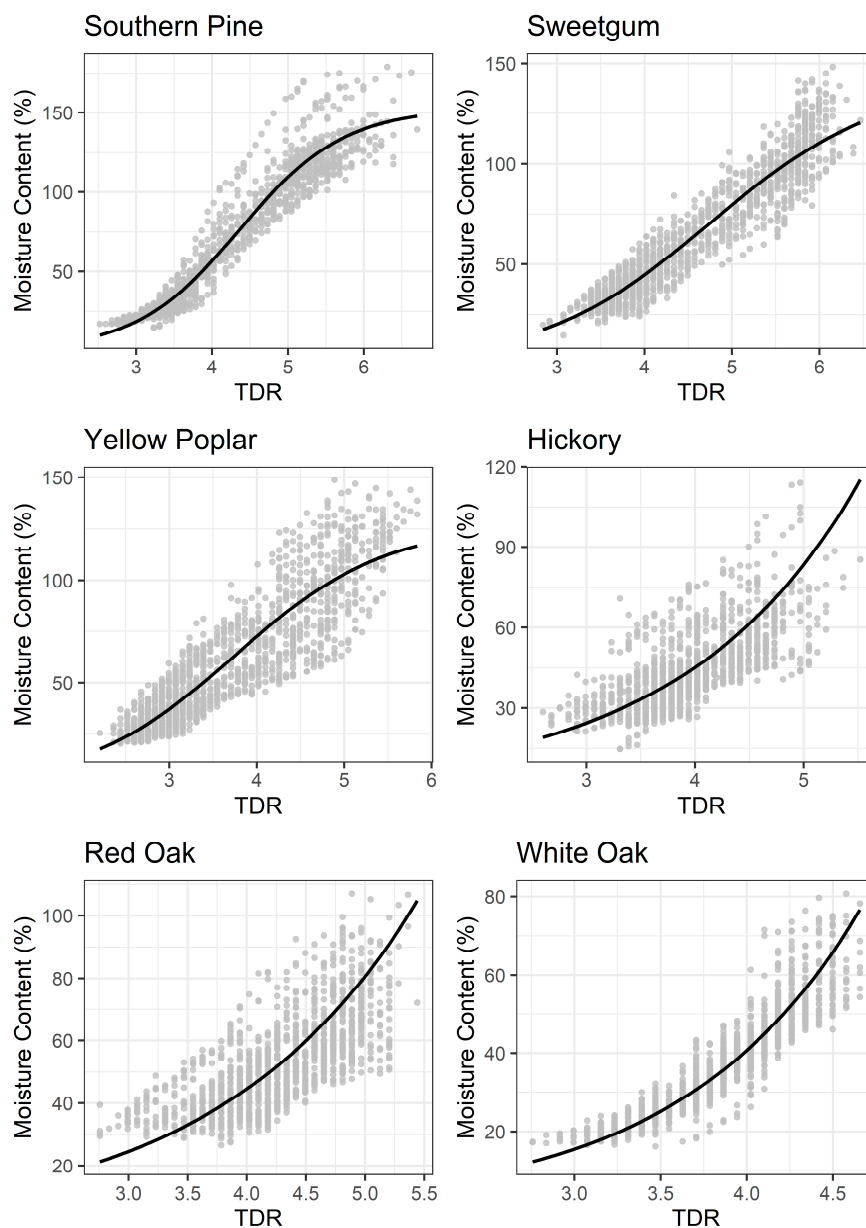 Southern Pine
Sweetgum
Moisture Content (%)
150
100
50
3 4 5 6
TDR
Moisture Content (%)
150
100
50
3 4 5 6
TDR
Yellow Poplar
Hickory
Moisture Content (%)
150
100
50
3 4 5 6
TDR
Moisture Content (%)
120
90
60
30
3 4 5
TDR
Red Oak
White Oak
Moisture Content (%)
100
80
60
40
20
3.0 3.5 4.0 4.5 5.0 5.5
TDR
Moisture Content (%)
80
60
40
20
3.0 3.5 4.0 4.5
TDR